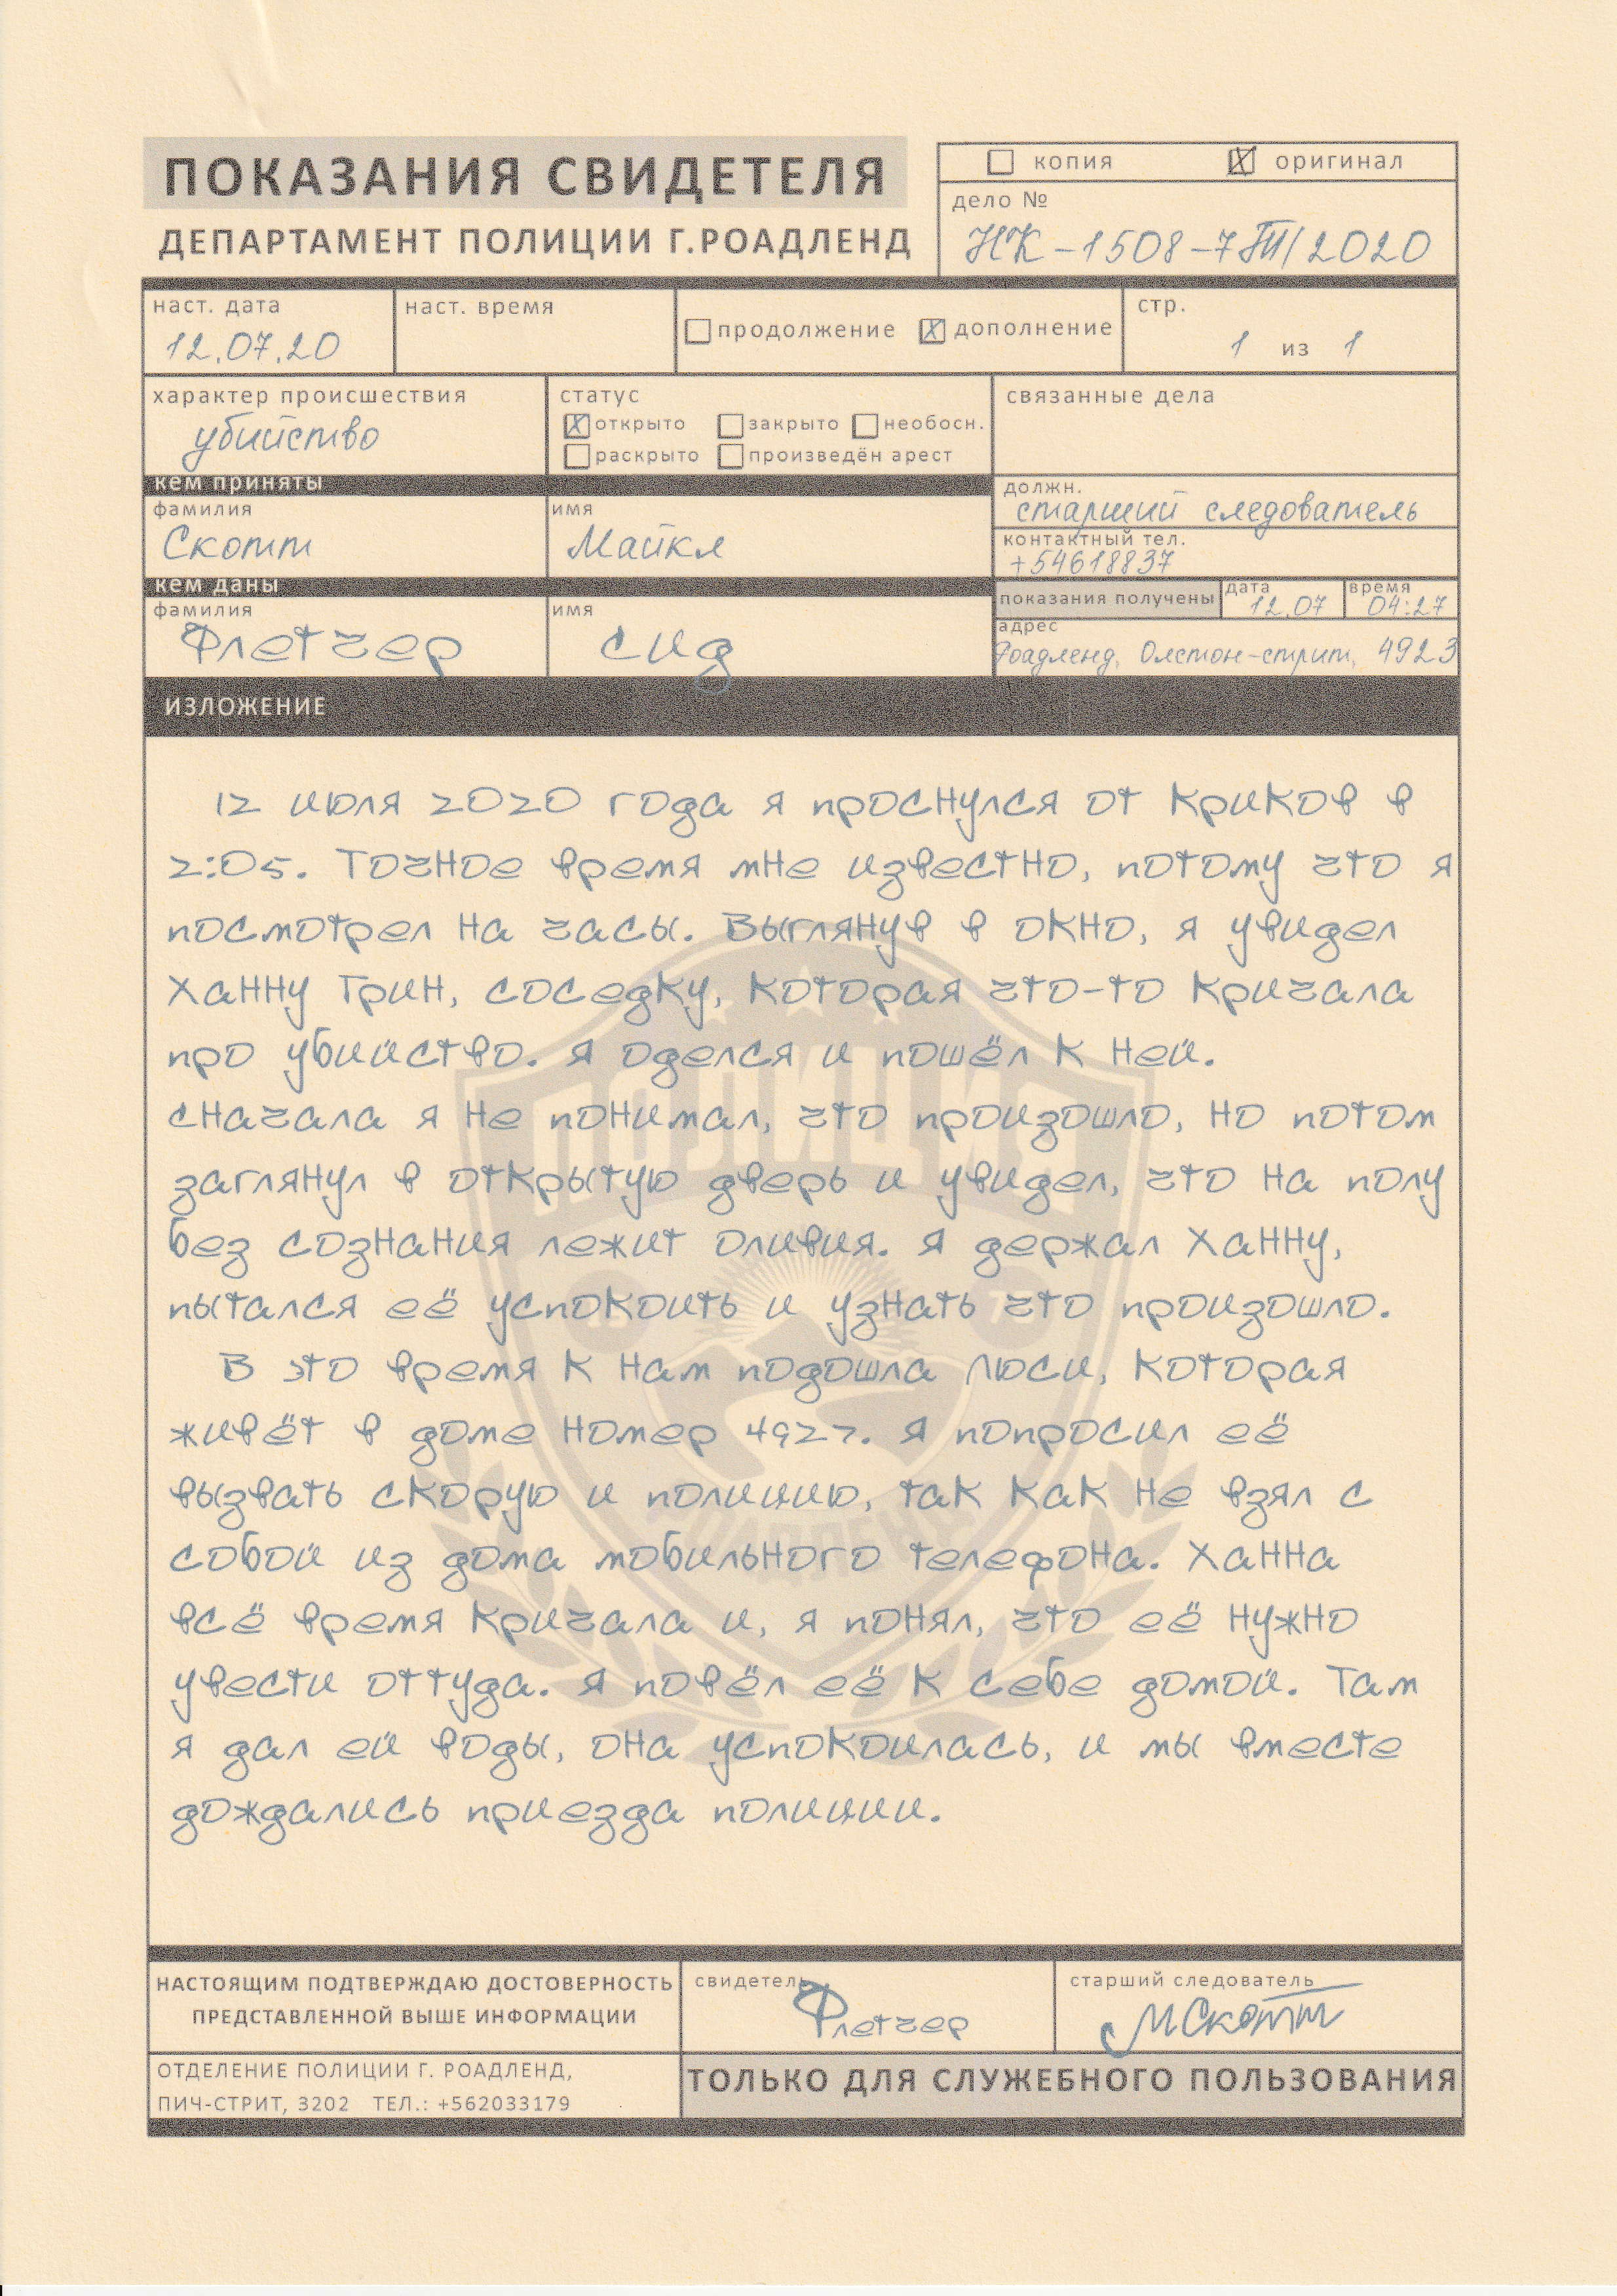 ПОКАЗАНИЯ СВИДЕТЕЛЯ
ДЕПАРТАМЕНТ ПОЛИЦИИ Г.РОАДЛЕНД
копия оригинал
дело №
НК-1508-7ТП/2020
наст. дата
12.07.20
наст. время
продолжение дополнение
стр.
1 из 1
характер происшествия
убийство
статус
открыто закрыто необосн.
раскрыто произведён арест
связанные дела
кем приняты
фамилия
Скотт
имя
Майкл
должн.
старший следователь
контактный тел.
+54618837
кем даны
фамилия
Флетчер
имя
Сид
показания получены
дата
12.07
время
04:27
адрес
Роадленд, Олстон-стрит, 4923
ИЗЛОЖЕНИЕ
12 июля 2020 года я проснулся от криков в
2:05. Точное время мне известно, потому что я
посмотрел на часы. Выглянув в окно, я увидел
Ханну Грин, соседку, которая что-то кричала
про убийство. Я оделся и пошёл к ней.
Сначала я не понимал, что произошло, но потом
заглянул в открытую дверь и увидел, что на полу
без сознания лежит Оливия. Я держал Ханну,
пытался её успокоить и узнать что произошло.
В это время к нам подошла Люси, которая
живёт в доме номер 4927. Я попросил её
вызвать скорую и полицию, так как не взял с
собой из дома мобильного телефона. Ханна
всё время кричала и, я понял, что её нужно
увести оттуда. Я повёл её к себе домой. Там
я дал ей воды, она успокоилась, и мы вместе
дождались приезда полиции.
ПОЛИЦИЯ
РОАДЛЕНД
НАСТОЯЩИМ ПОДТВЕРЖДАЮ ДОСТОВЕРНОСТЬ
ПРЕДСТАВЛЕННОЙ ВЫШЕ ИНФОРМАЦИИ
свидетель
Флетчер
старший следователь
МСкотт
ОТДЕЛЕНИЕ ПОЛИЦИИ Г. РОАДЛЕНД,
ПИЧ-СТРИТ, 3202 ТЕЛ.: +562033179
ТОЛЬКО ДЛЯ СЛУЖЕБНОГО ПОЛЬЗОВАНИЯ